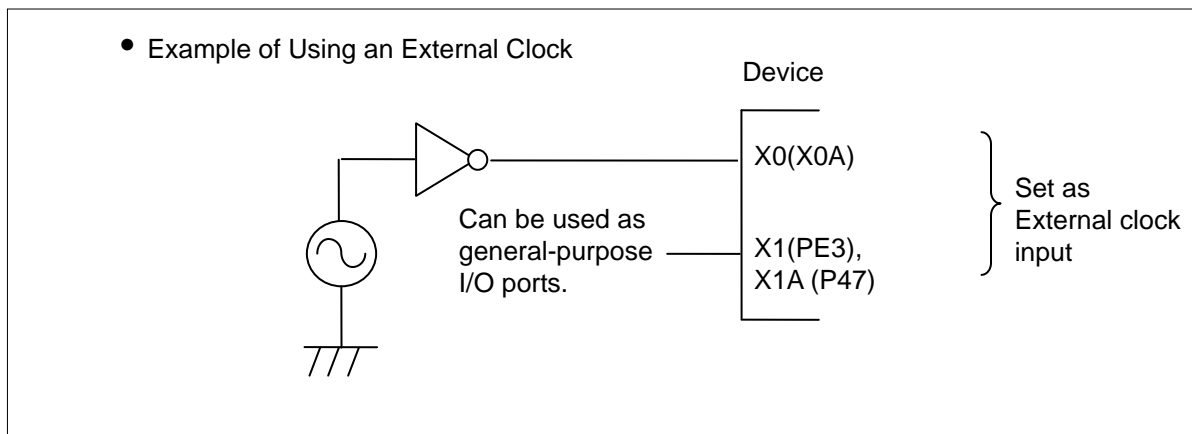 • Example of Using an External Clock
Device
X0(X0A)
Can be used as
general-purpose
I/O ports.
X1(PE3),
X1A (P47)
Set as
External clock
input